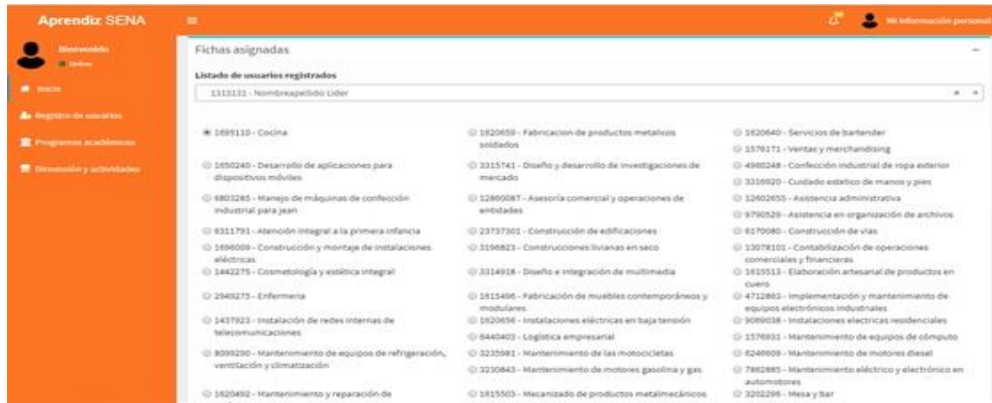 Aprendiz SENA
Mi información personal
Bienvenido
Online
Inicio
Registro de usuarios
Programas académicos
Dimensión y actividades
Fichas asignadas
Listado de usuarios registrados
1313131 - Nombreapellido Lider
1695110 - Cocina
1650240 - Desarrollo de aplicaciones para
dispositivos móviles
6803285 - Manejo de máquinas de confección
industrial para jean
6311791 - Atención integral a la primera infancia
1696009 - Construcción y montaje de instalaciones
eléctricas
1442275 - Cosmetología y estética integral
2949275 - Enfermeria
1437923 - Instalación de redes internas de
telecomunicaciones
8099290 - Mantenimiento de equipos de refrigeración,
ventilación y climatización
1620492 - Mantenimiento y reparación de
1820659 - Fabricacion de productos metalicos
soldados
3315741 - Diseño y desarrollo de investigaciones de
mercado
12860087 - Asesoría comercial y operaciones de
entidades
23737301 - Construcción de edificaciones
3196823 - Construcciones livianas en seco
3314918 - Diseño e integración de multimedia
1615496 - Fabricación de muebles contemporáneos y
modulares
1620656 - Instalaciones eléctricas en baja tensión
6440403 - Logística empresarial
3235981 - Mantenimiento de las motocicletas
3230843 - Mantenimiento de motores gasolina y gas
1615503 - Mecanizado de productos metalmecánicos
1820640 - Servicios de bartender
1576171 - Ventas y merchandising
4980248 - Confección industrial de ropa exterior
3316920 - Cuidado estetico de manos y pies
12602655 - Asistencia administrativa
9790529 - Asistencia en organización de archivos
6170080 - Construcción de vias
13078101 - Contabilización de operaciones
comerciales y financieras
1615513 - Elaboración artesanal de productos en
cuero
4712863 - Implementación y mantenimiento de
equipos electrónicos industriales
9069038 - Instalaciones electricas residenciales
1576931 - Mantenimiento de equipos de cómputo
6246609 - Mantenimiento de motores diesel
7862885 - Mantenimiento eléctrico y electrónico en
automotores
3202296 - Mesa y bar